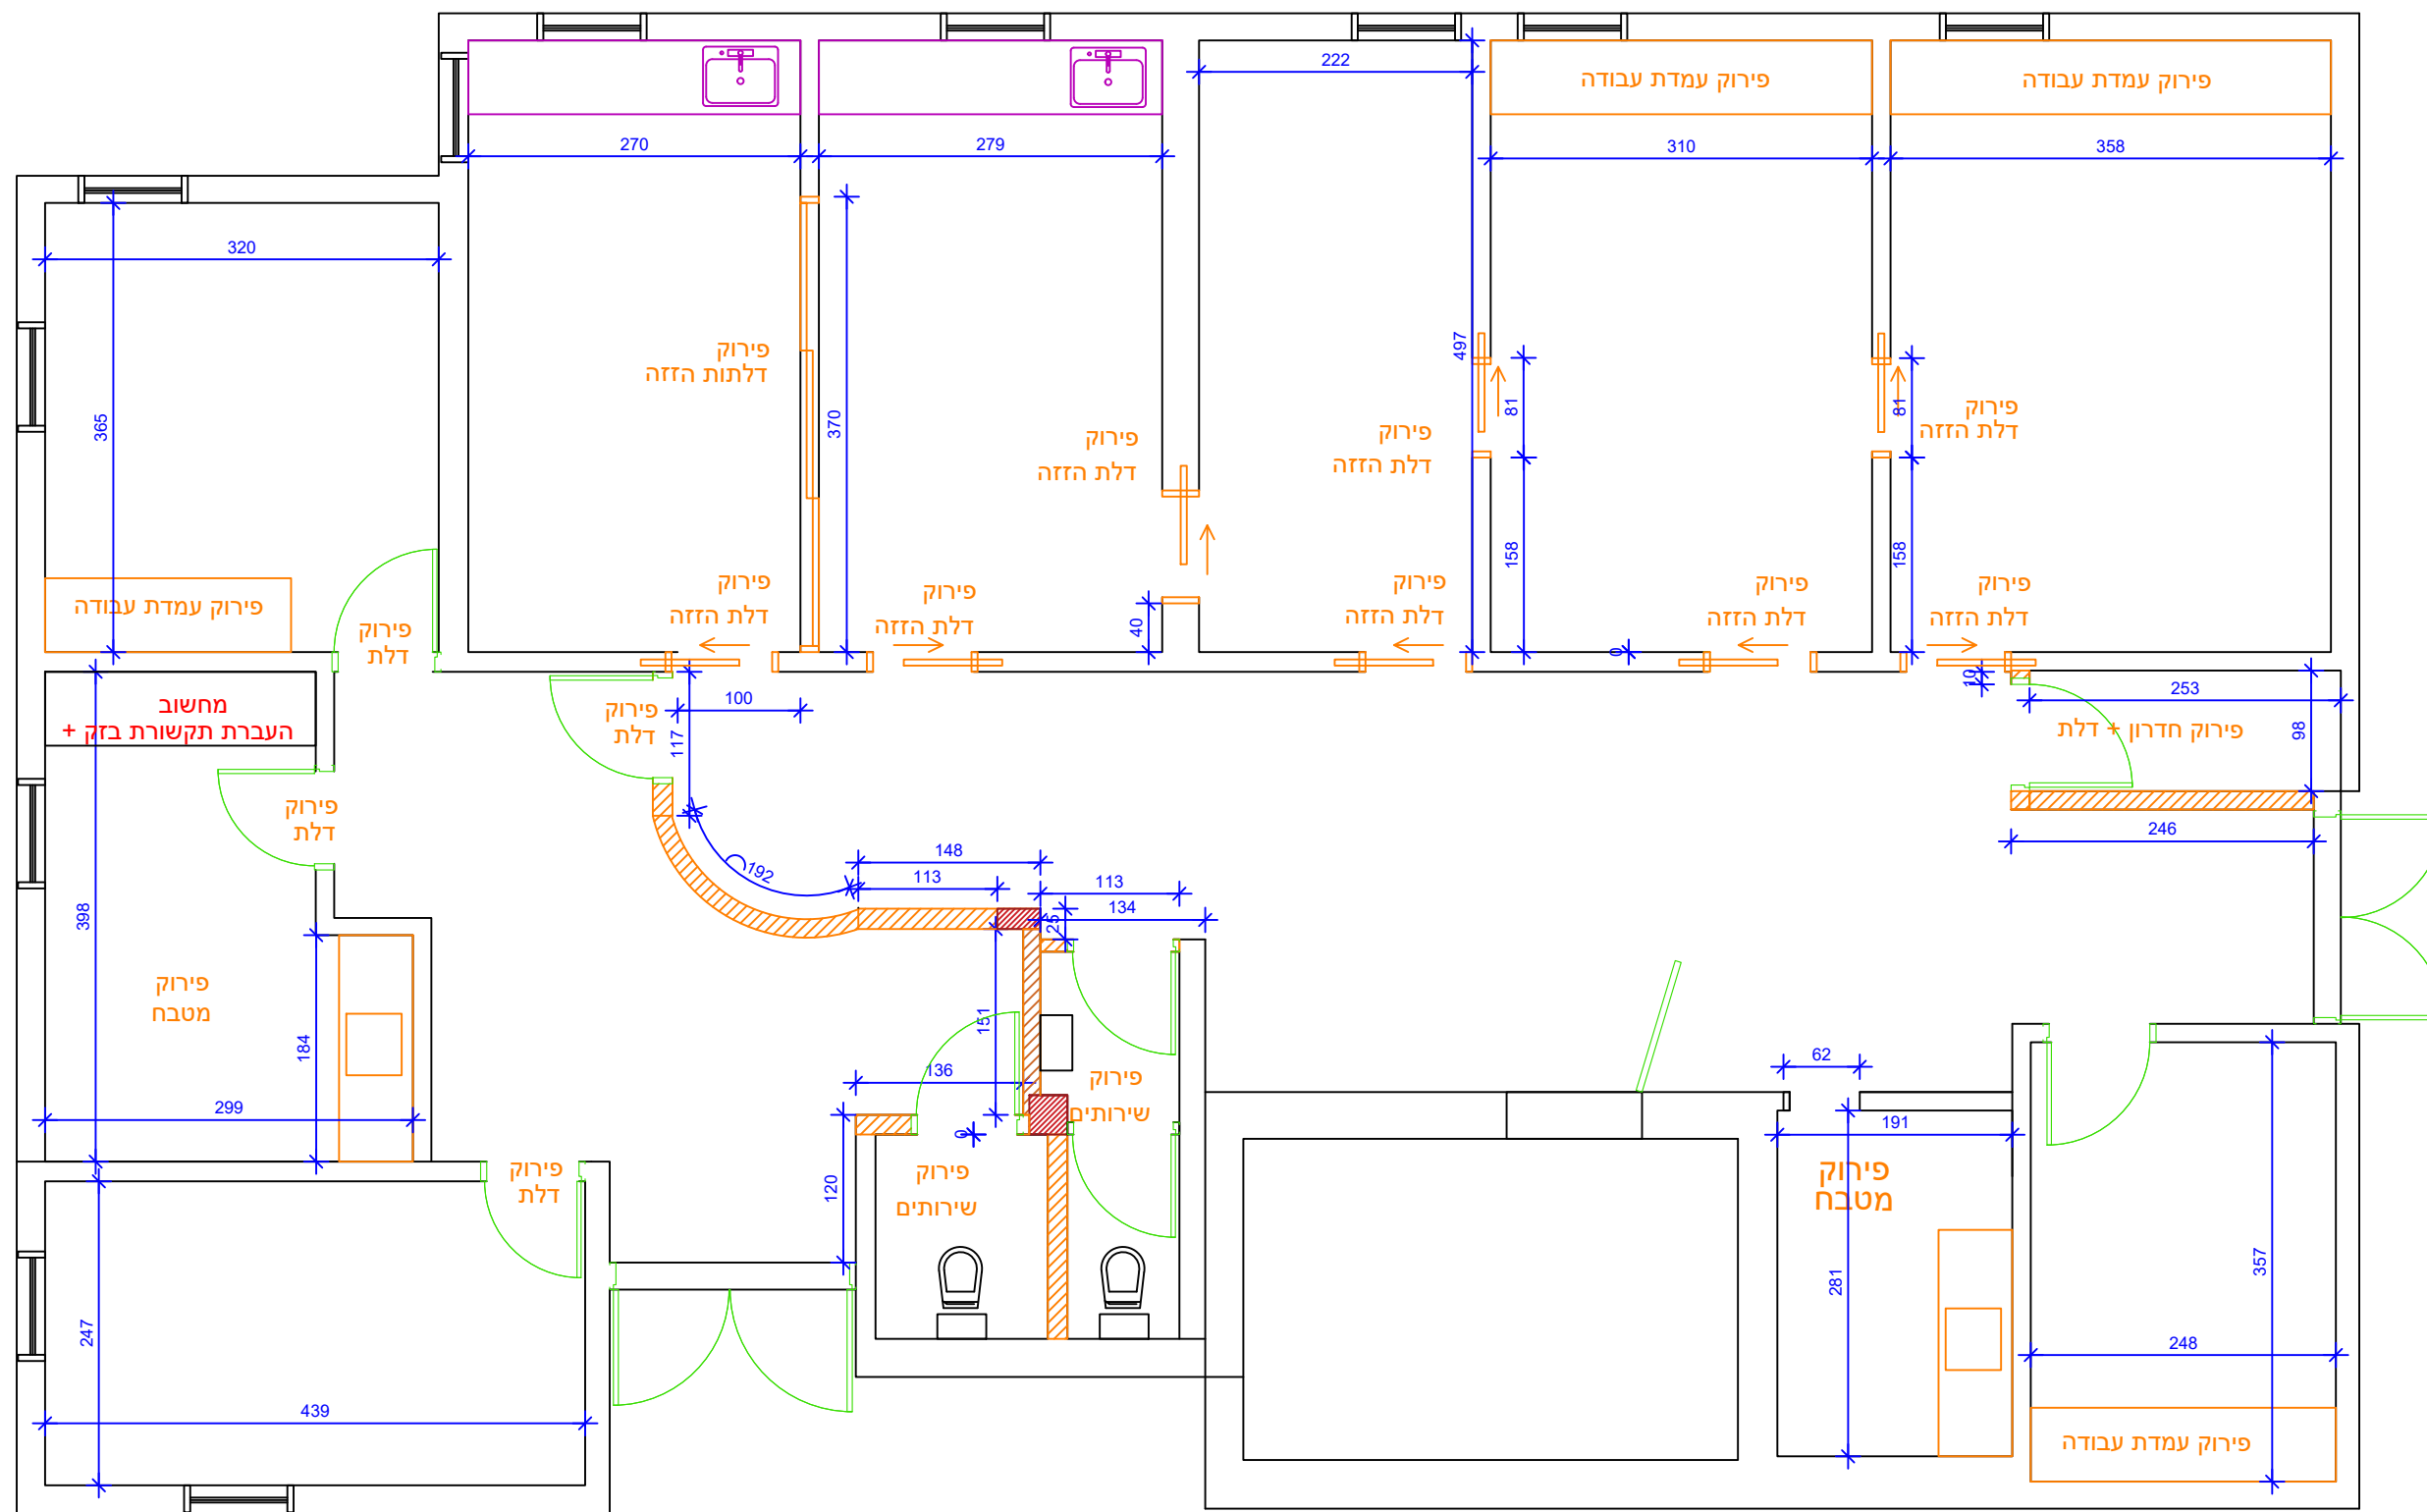 222
פירוק עמדת עבודה
פירוק עמדת עבודה
270
279
310
358
320
365
פירוק
דלתות הזזה
370
497
81
81
פירוק
דלת הזזה
פירוק
דלת הזזה
פירוק
דלת הזזה
158
158
פירוק עמדת עבודה
פירוק
דלת
פירוק
דלת הזזה
פירוק
דלת הזזה
40
פירוק
דלת הזזה
0
פירוק
דלת הזזה
פירוק
דלת הזזה
10
253
98
פירוק חדרון + דלת
246
מחשוב
העברת תקשורת בזק +
פירוק
דלת
100
117
פירוק
דלת
192
148
113
113
134
25
398
פירוק
מטבח
184
299
151
136
פירוק
שירותים
0
פירוק
שירותים
120
פירוק
דלת
62
191
פירוק
מטבח
281
357
248
פירוק עמדת עבודה
247
439